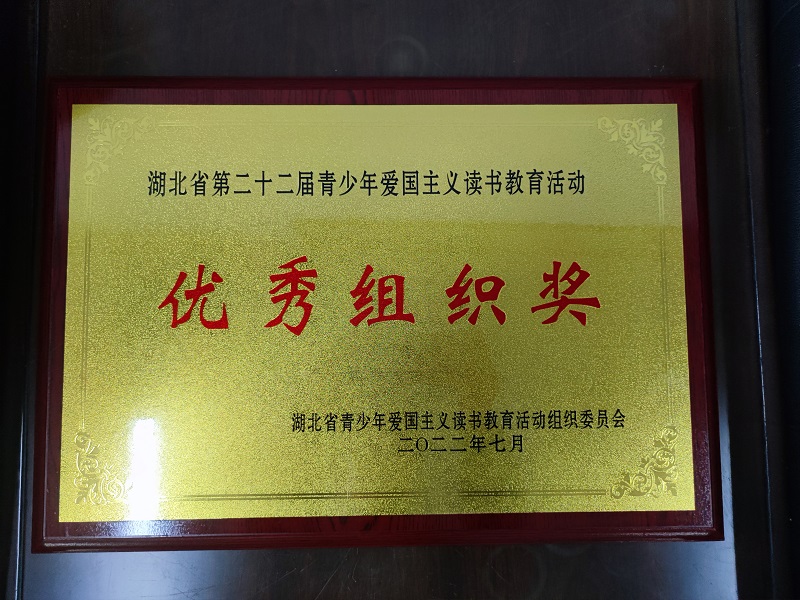 湖北省第二十二届青少年爱国主义读书教育活动
优秀组织奖
湖北省青少年爱国主义读书教育活动组织委员会
二〇二二年七月